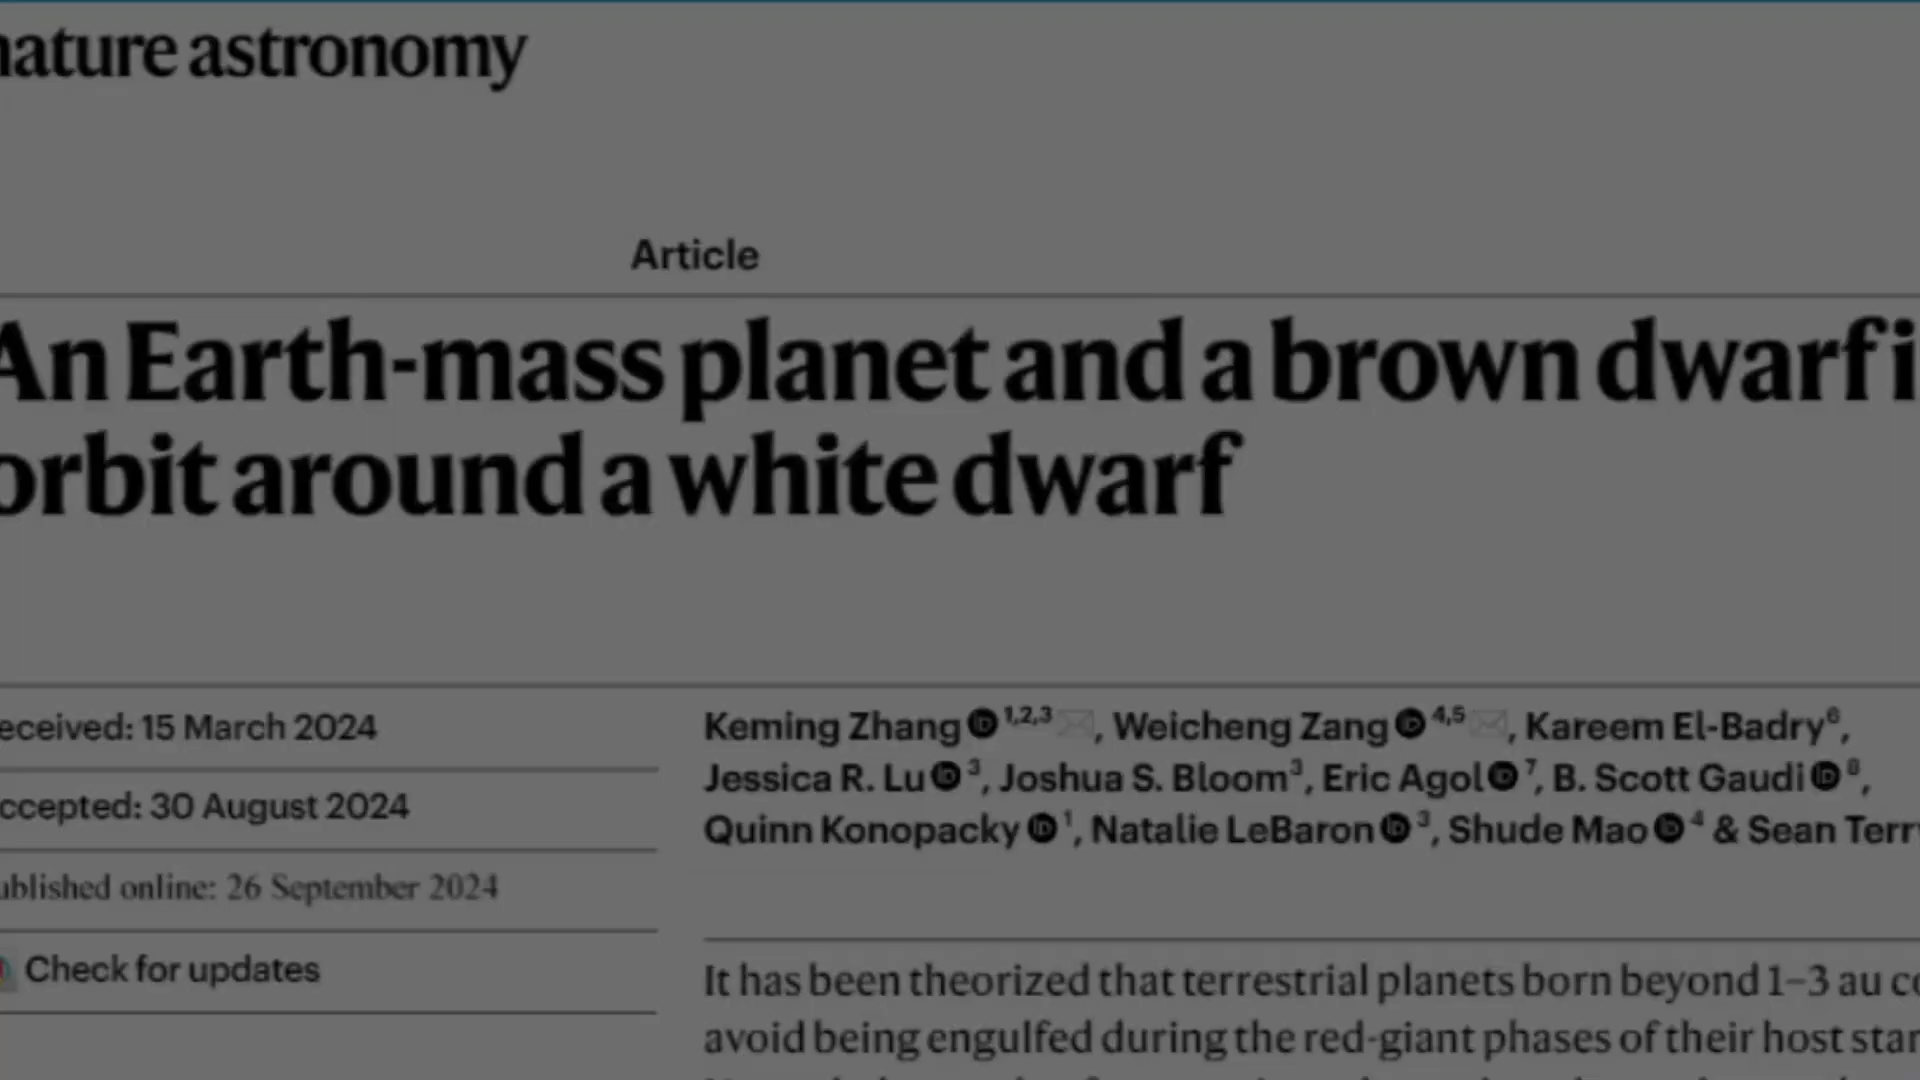 nature astronomy
Article
An Earth-mass planet and a brown dwarf i
orbit around a white dwarf
eceived: 15 March 2024
ccepted: 30 August 2024
ublished online: 26 September 2024
Check for updates
Keming Zhang 1,2,3, Weicheng Zang 4,5, Kareem El-Badry6,
Jessica R. Lu 3, Joshua S. Bloom3, Eric Agol 7, B. Scott Gaudi 8,
Quinn Konopacky 1, Natalie LeBaron 3, Shude Mao 4 & Sean Terr
It has been theorized that terrestrial planets born beyond 1–3 au co
avoid being engulfed during the red-giant phases of their host star